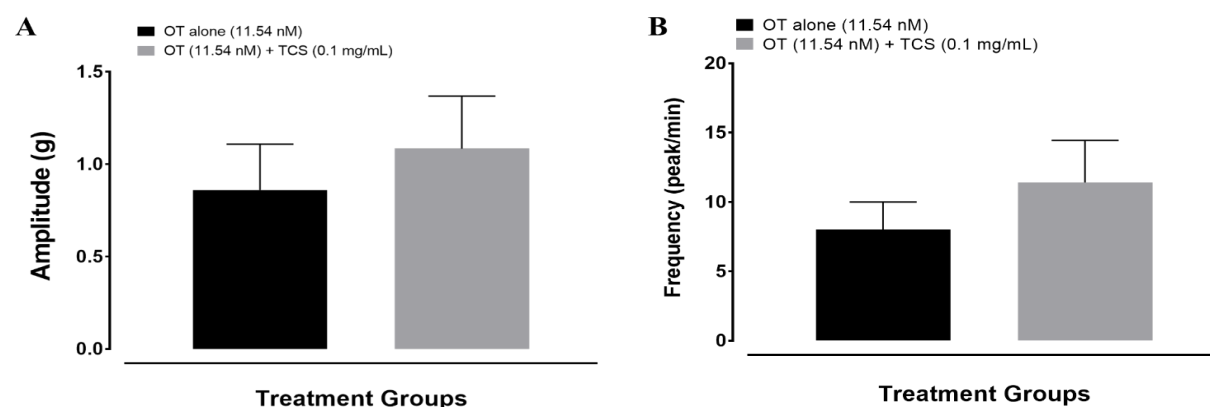 A
OT alone (11.54 nM)
OT (11.54 nM) + TCS (0.1 mg/mL)
1.5
1.0
0.5
0.0
Amplitude (g)
Treatment Groups
B
OT alone (11.54 nM)
OT (11.54 nM) + TCS (0.1 mg/mL)
20
15
10
5
0
Frequency (peak/min)
Treatment Groups